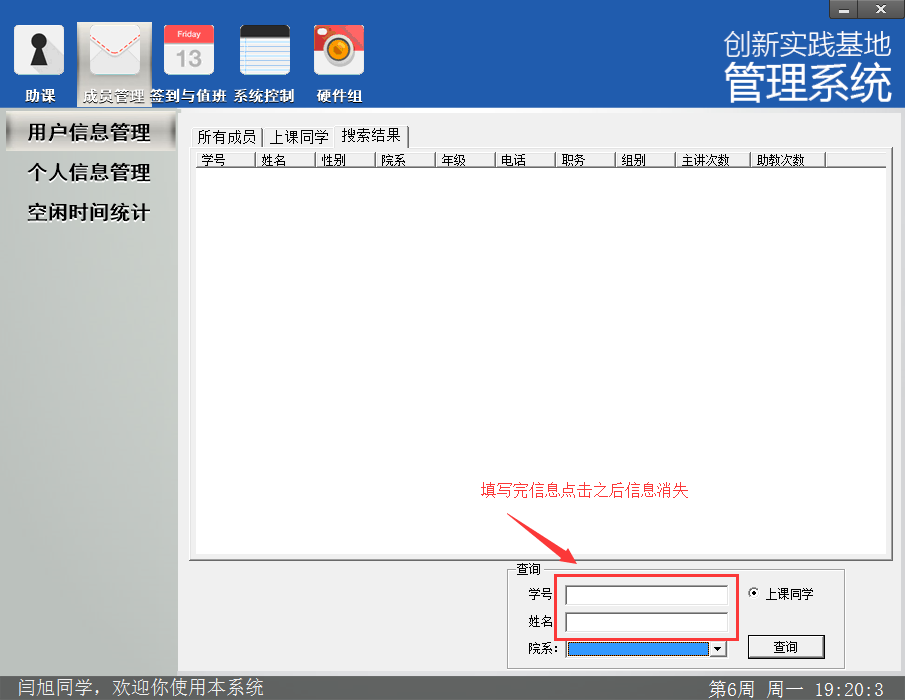 创新实践基地
管理系统
Friday
13
助课
成员管理
签到与值班
系统控制
硬件组
用户信息管理
个人信息管理
空闲时间统计
所有成员
上课同学
搜索结果
学号 姓名 性别 院系 年级 电话 职务 组别 主讲次数 助教次数
填写完信息点击之后信息消失
查询
学号
姓名
院系:
上课同学
查询
闫旭同学，欢迎你使用本系统
第6周 周一 19:20:3